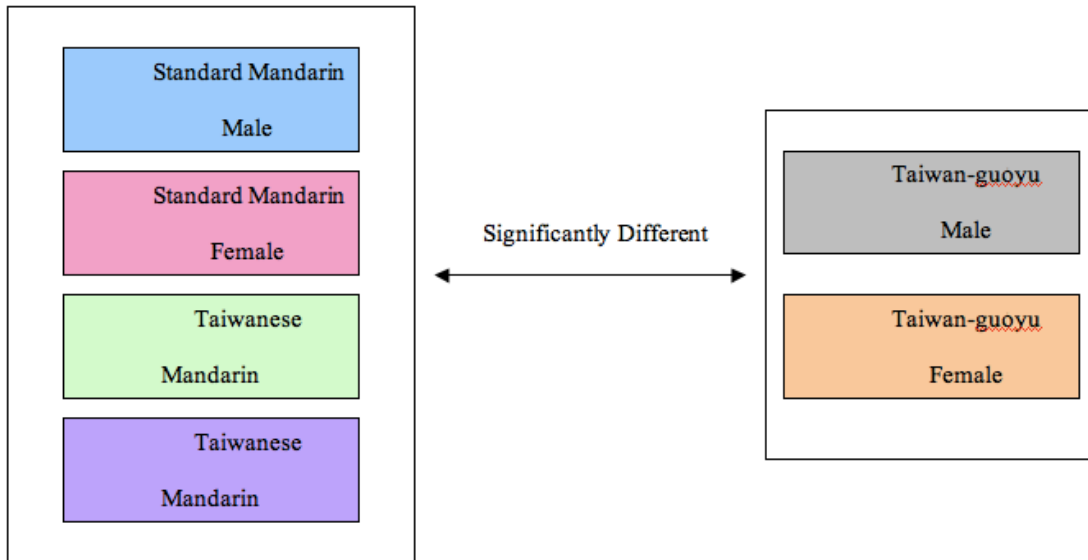 Standard Mandarin
Male
Standard Mandarin
Female
Taiwanese
Mandarin
Taiwanese
Mandarin
Significantly Different
Taiwan-guoyu
Male
Taiwan-guoyu
Female